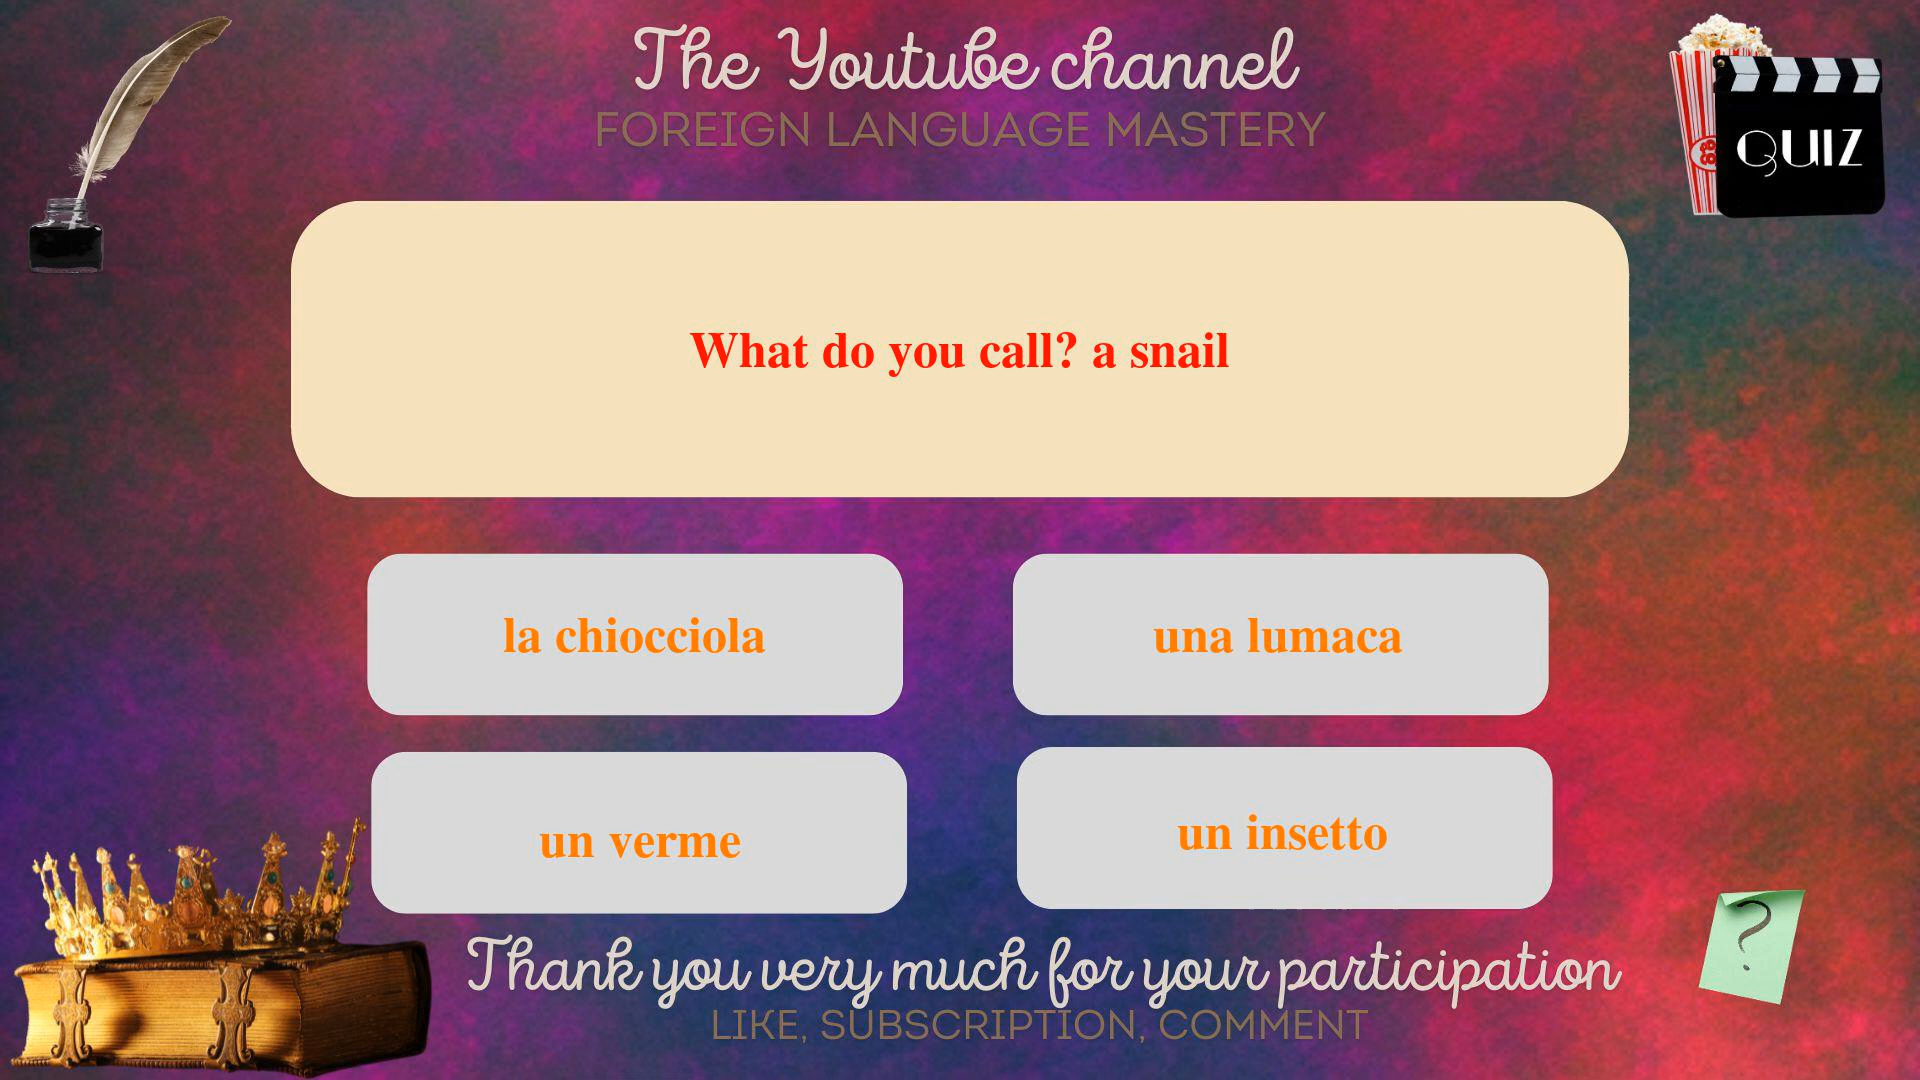 The Youtube channel
FOREIGN LANGUAGE MASTERY
QUIZ
What do you call? a snail
la chiocciola
una lumaca
un verme
un insetto
?
Thank you very much for your participation
LIKE, SUBSCRIPTION, COMMENT